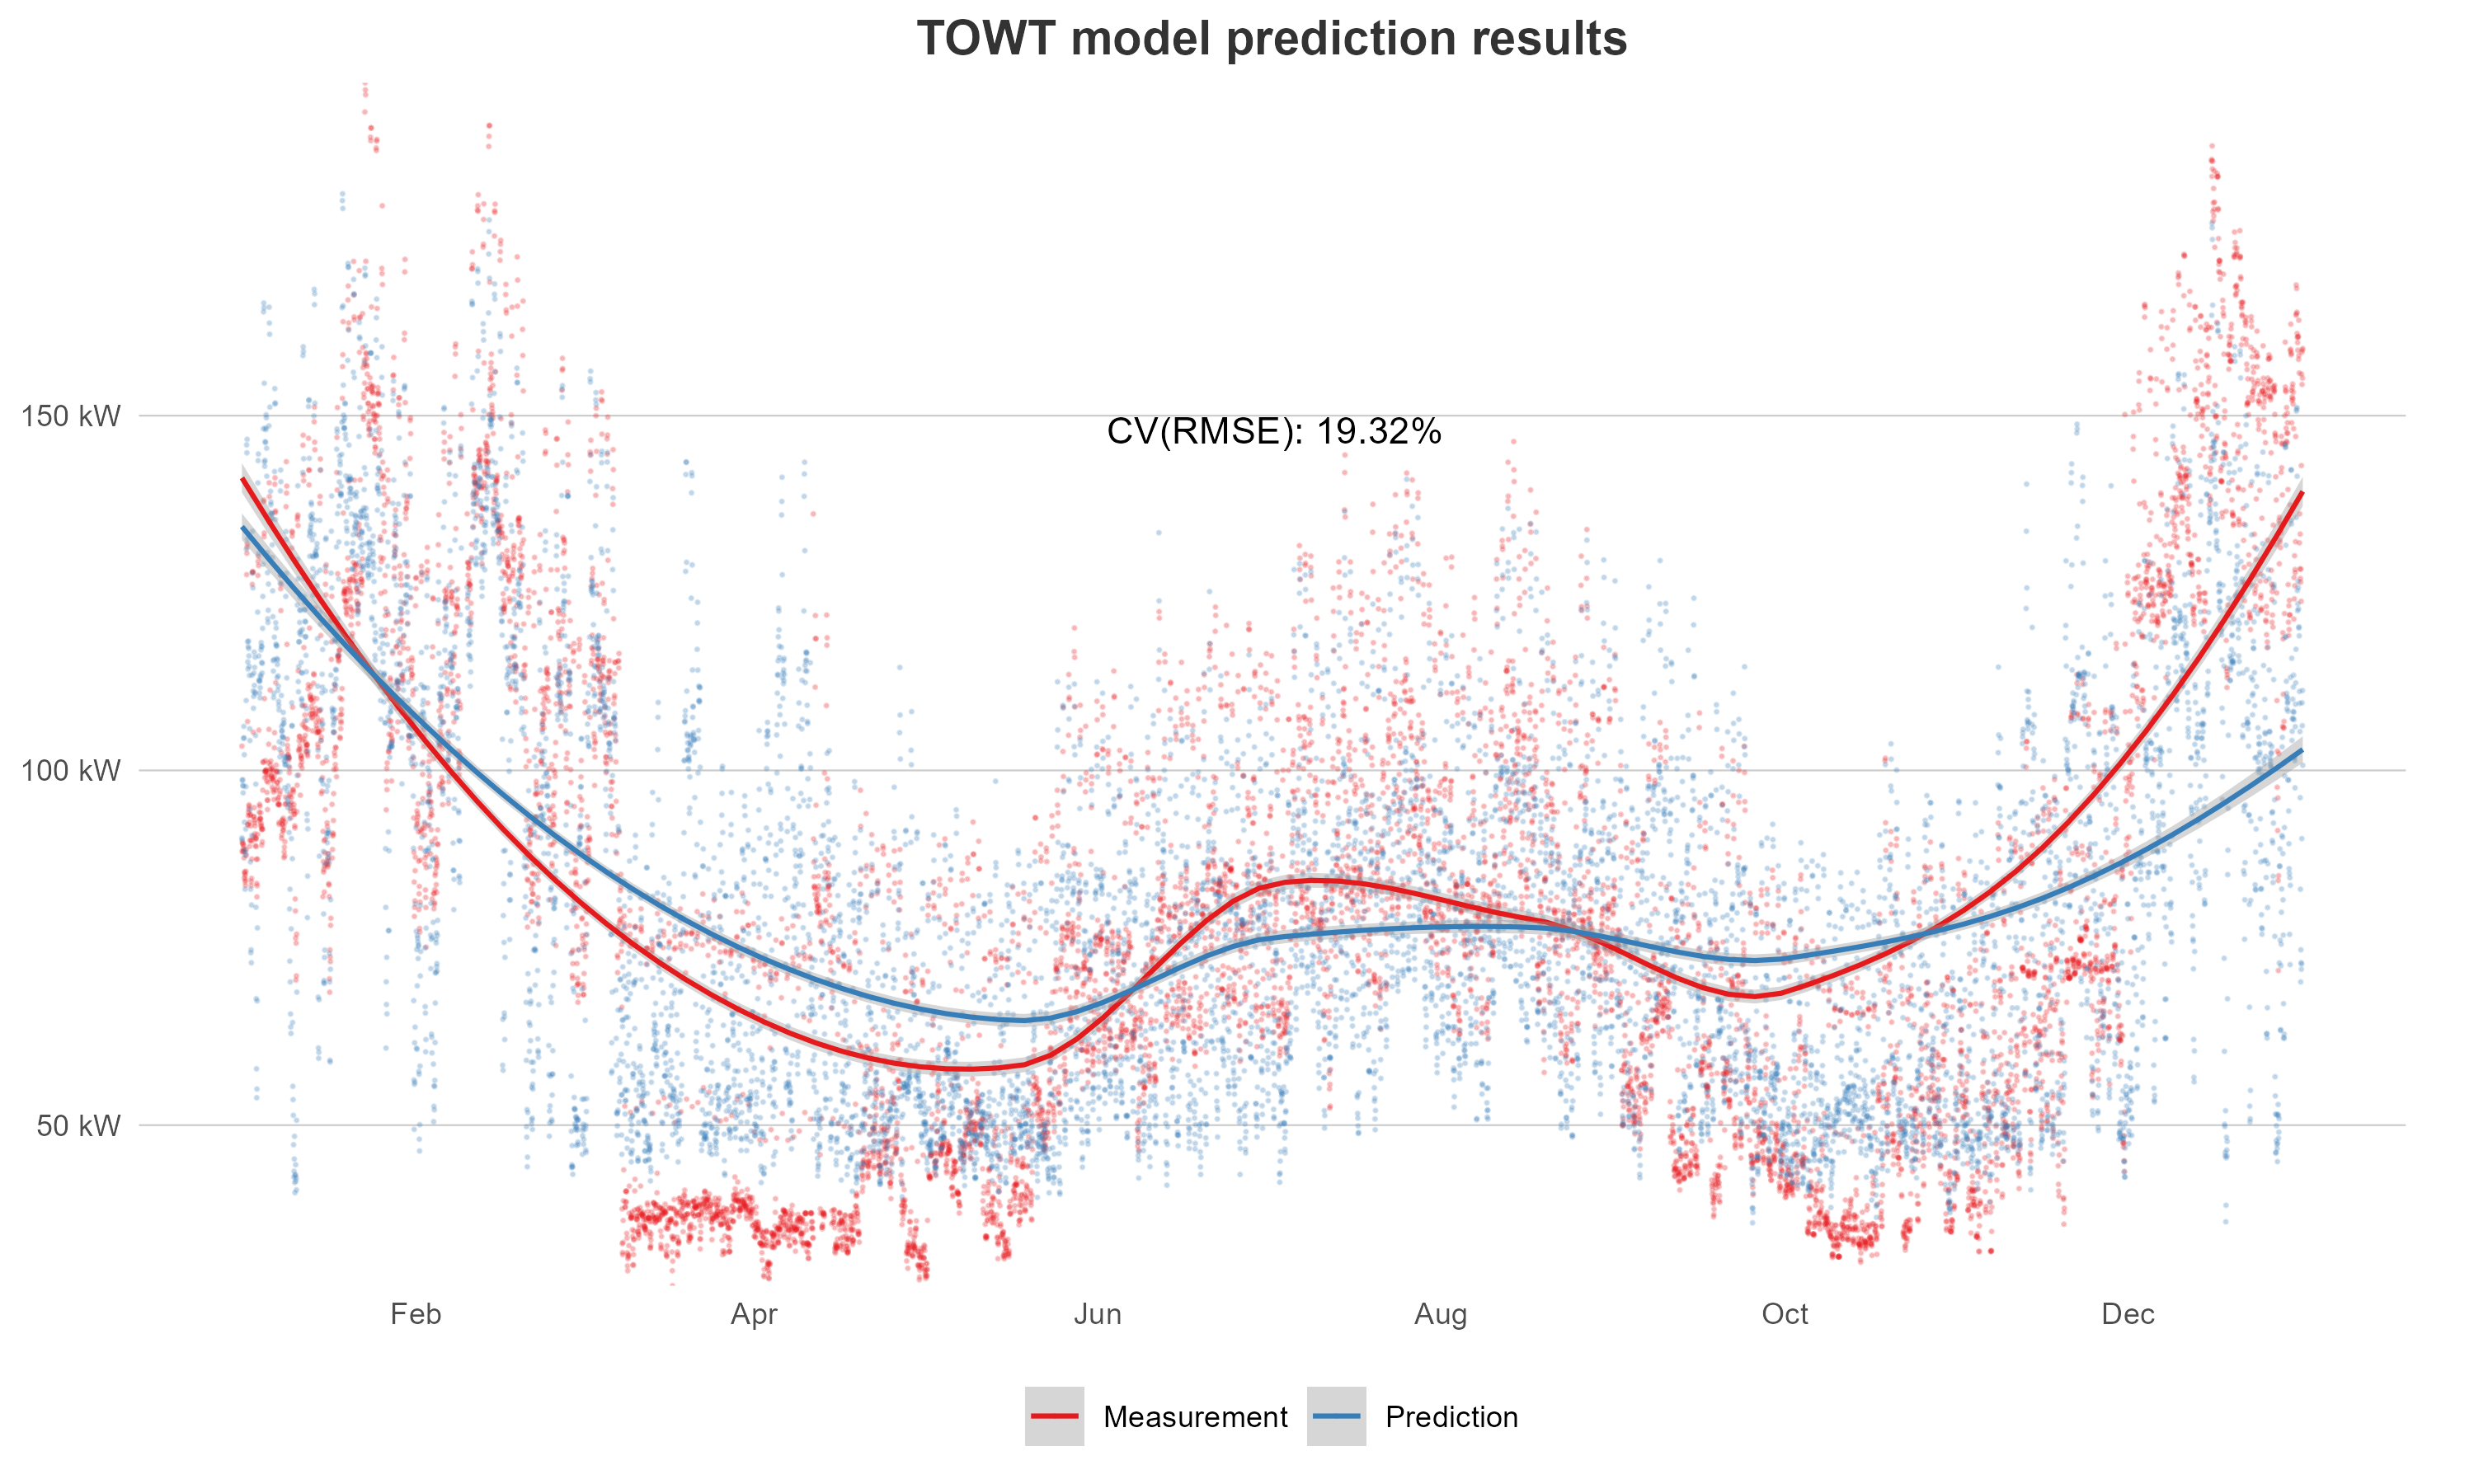 TOWT model prediction results
150 kW
CV(RMSE): 19.32%
100 kW
50 kW
Feb Apr Jun Aug Oct Dec
Measurement Prediction